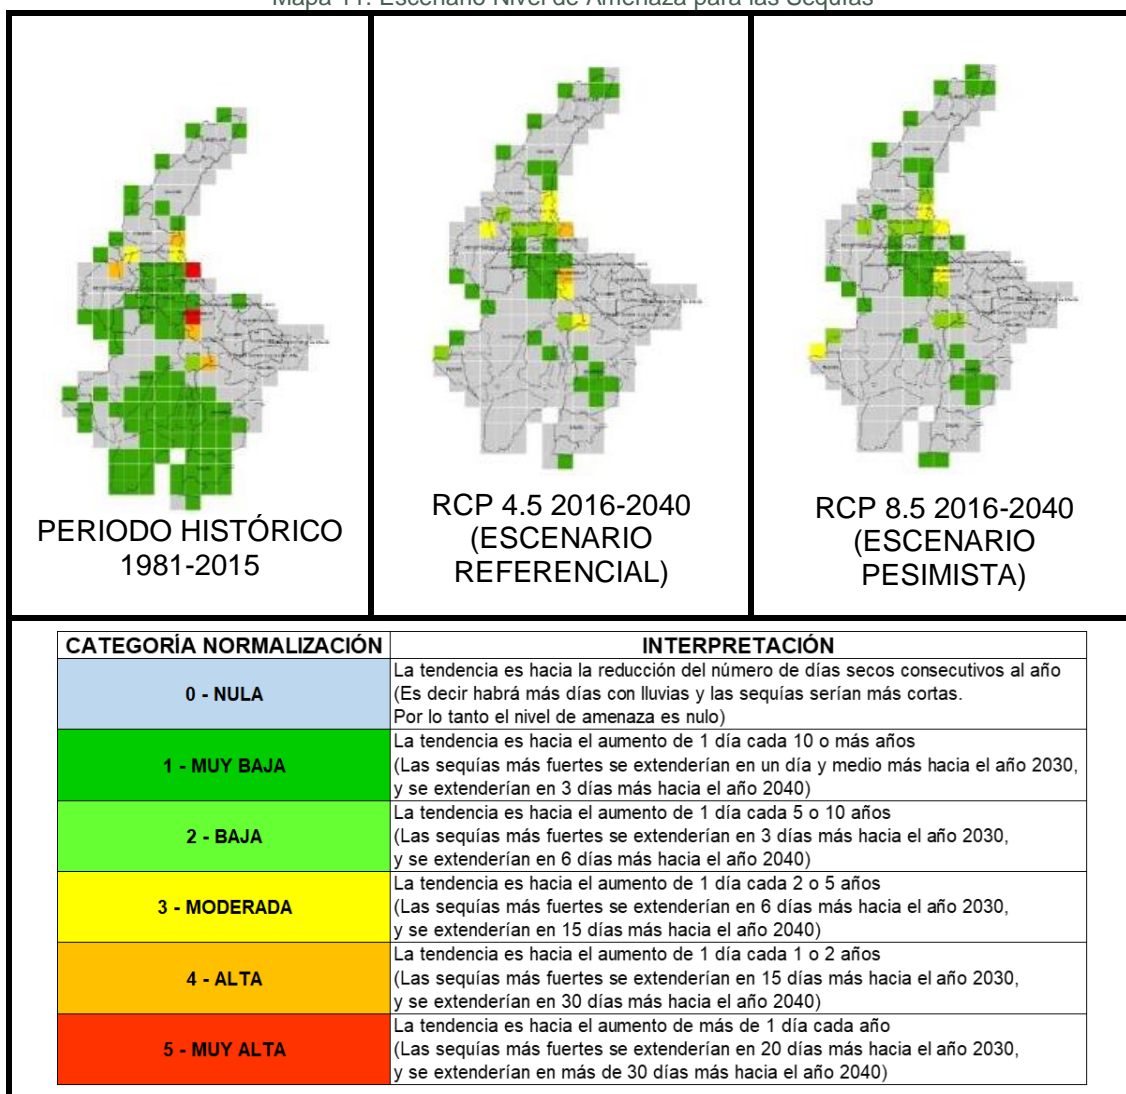 Mapa 11. Escenario Nivel de Amenaza para las Sequías
PERIODO HISTÓRICO
1981-2015
RCP 4.5 2016-2040
(ESCENARIO
REFERENCIAL)
RCP 8.5 2016-2040
(ESCENARIO
PESIMISTA)
CATEGORÍA NORMALIZACIÓN
INTERPRETACIÓN
0 - NULA
La tendencia es hacia la reducción del número de días secos consecutivos al año
(Es decir habrá más días con lluvias y las sequías serían más cortas.
Por lo tanto el nivel de amenaza es nulo)
1 - MUY BAJA
La tendencia es hacia el aumento de 1 día cada 10 o más años
(Las sequías más fuertes se extenderían en un día y medio más hacia el año 2030,
y se extenderían en 3 días más hacia el año 2040)
2 - BAJA
La tendencia es hacia el aumento de 1 día cada 5 o 10 años
(Las sequías más fuertes se extenderían en 3 días más hacia el año 2030,
y se extenderían en 6 días más hacia el año 2040)
3 - MODERADA
La tendencia es hacia el aumento de 1 día cada 2 o 5 años
(Las sequías más fuertes se extenderían en 6 días más hacia el año 2030,
y se extenderían en 15 días más hacia el año 2040)
4 - ALTA
La tendencia es hacia el aumento de 1 día cada 1 o 2 años
(Las sequías más fuertes se extenderían en 15 días más hacia el año 2030,
y se extenderían en 30 días más hacia el año 2040)
5 - MUY ALTA
La tendencia es hacia el aumento de más de 1 día cada año
(Las sequías más fuertes se extenderían en 20 días más hacia el año 2030,
y se extenderían en más de 30 días más hacia el año 2040)